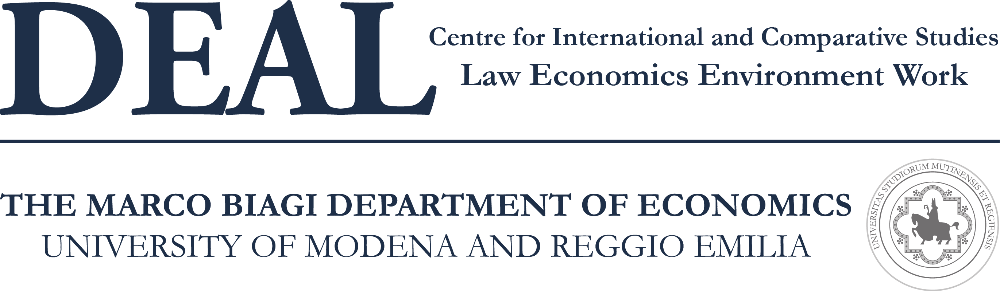 DEAL
Centre for International and Comparative Studies
Law Economics Environment Work
THE MARCO BIAGI DEPARTMENT OF ECONOMICS
UNIVERSITY OF MODENA AND REGGIO EMILIA
UNIVERSITAS STUDIORUM MUTINENSIS ET REGIENSIS